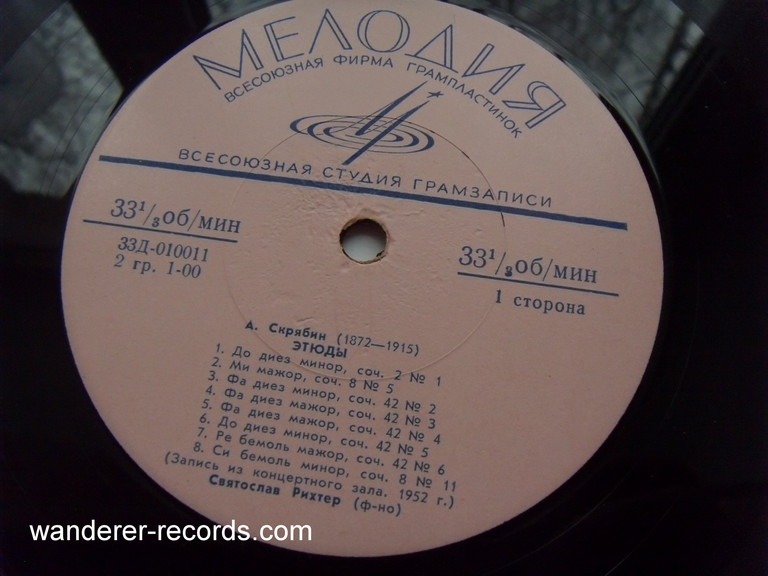 МЕЛОДИЯ
ВСЕСОЮЗНАЯ ФИРМА ГРАМПЛАСТИНОК
ВСЕСОЮЗНАЯ СТУДИЯ ГРАМЗАПИСИ
33¹/₃об/мин
33Д-010011
2 гр. 1-00
33¹/₃об/мин
1 сторона
А. Скрябин (1872—1915)
ЭТЮДЫ
1. До диез минор, соч. 2 № 1
2. Ми мажор, соч. 8 № 5
3. Фа диез минор, соч. 42 № 2
4. Фа диез мажор, соч. 42 № 3
5. Фа диез мажор, соч. 42 № 4
6. До диез минор, соч. 42 № 5
7. Ре бемоль мажор, соч. 42 № 6
8. Си бемоль минор, соч. 8 № 11
(Запись из концертного зала. 1952 г.)
Святослав Рихтер (ф-но)
wanderer-records.com